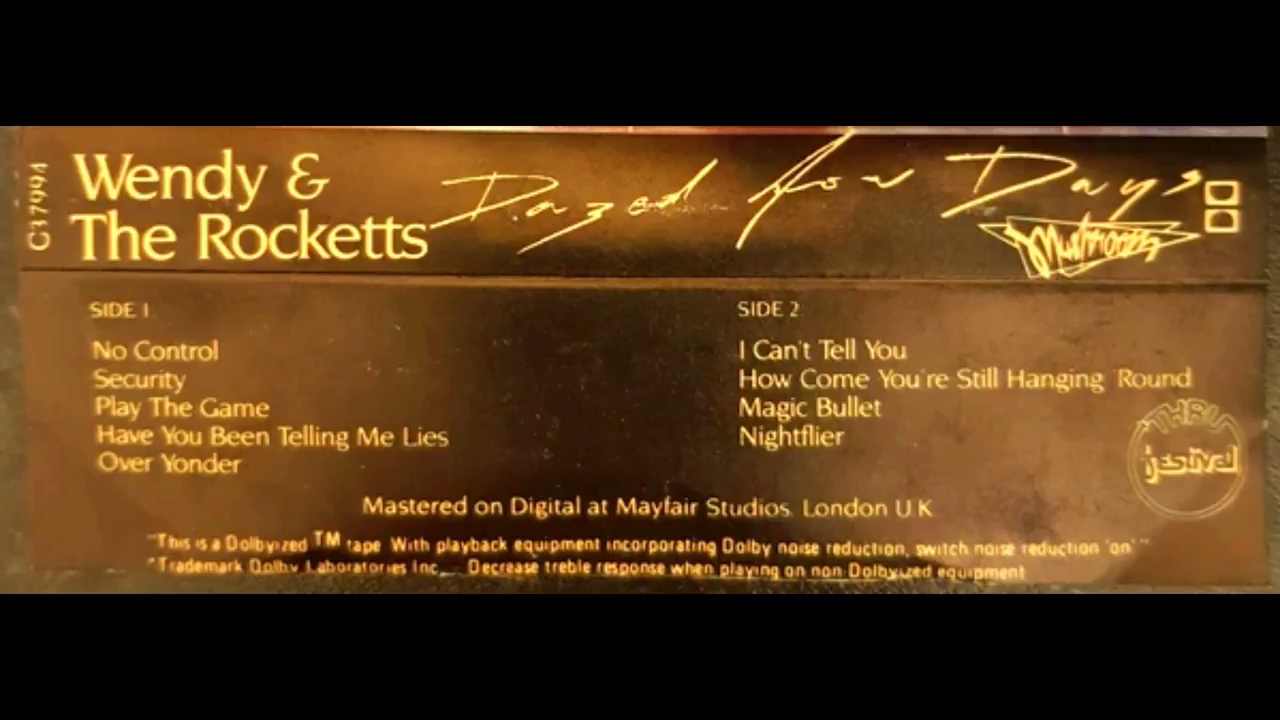 C37994
Wendy &
The Rocketts
Dazed for Days
Mushroom
SIDE 1
No Control
Security
Play The Game
Have You Been Telling Me Lies
Over Yonder
SIDE 2
I Can't Tell You
How Come You're Still Hanging 'Round
Magic Bullet
Nightflier
THRU
festival
Mastered on Digital at Mayfair Studios. London U K
"This is a Dolbyized TM tape With playback equipment incorporating Dolby noise reduction, switch noise reduction 'on'"
"Trademark Dolby Laboratories Inc. Decrease treble response when playing on non-Dolbyized equipment